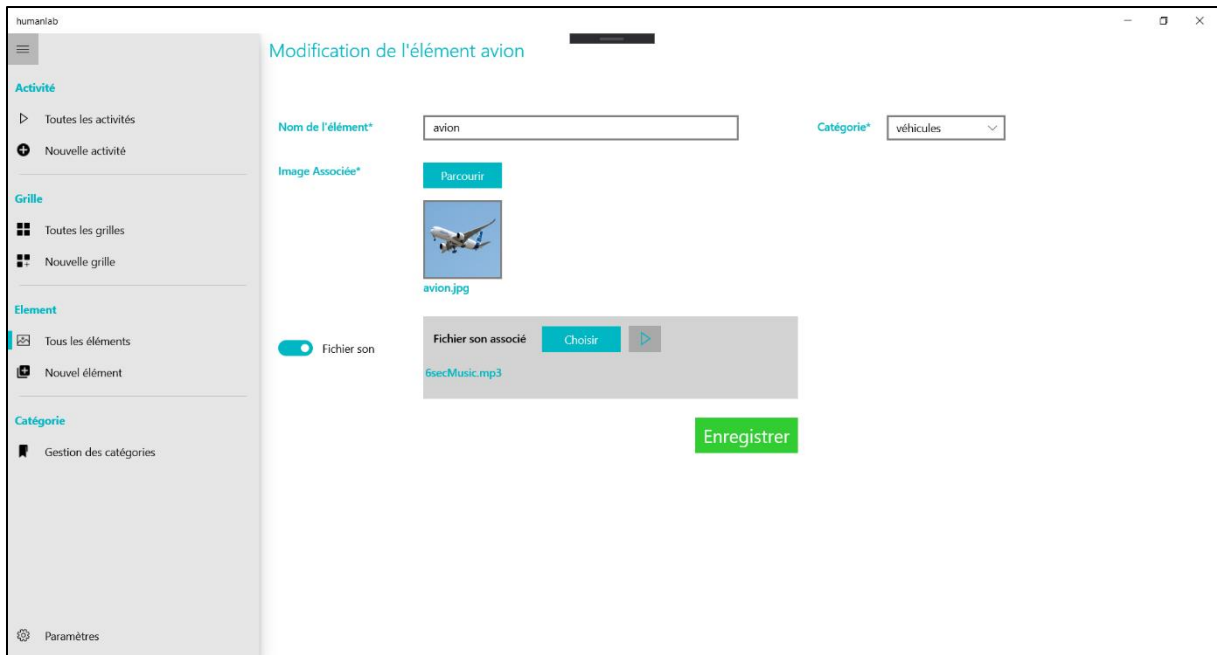 humanlab
Modification de l'élément avion
Activité
Toutes les activités
Nouvelle activité
Grille
Toutes les grilles
Nouvelle grille
Element
Tous les éléments
Nouvel élément
Catégorie
Gestion des catégories
Paramètres
Nom de l'élément*
avion
Catégorie*
véhicules
Image Associée*
Parcourir
avion.jpg
Fichier son
Fichier son associé
Choisir
6secMusic.mp3
Enregistrer